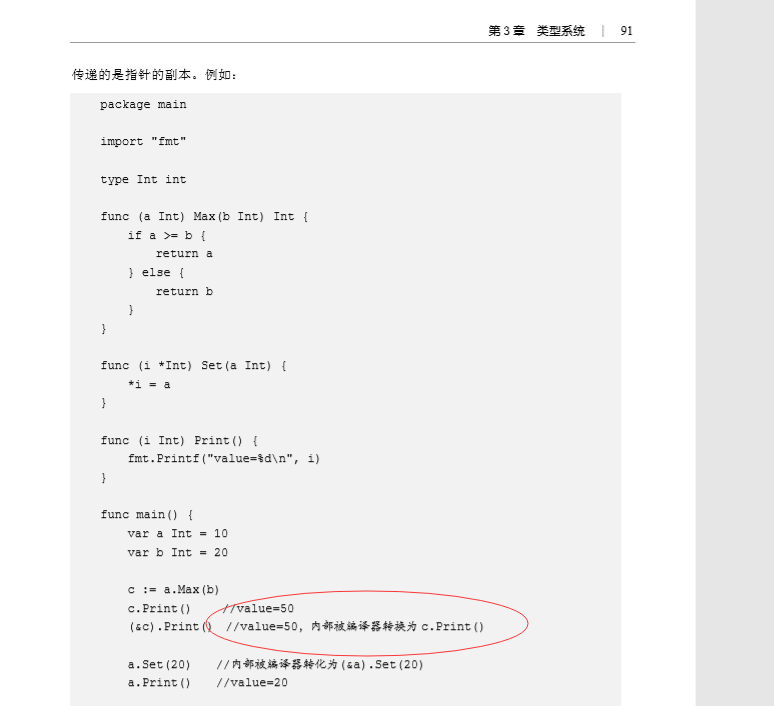 第 3 章 类型系统 | 91
传递的是指针的副本。例如：
package main
import "fmt"
type Int int
func (a Int) Max(b Int) Int {
if a >= b {
return a
} else {
return b
}
}
func (i *Int) Set(a Int) {
*i = a
}
func (i Int) Print() {
fmt.Printf("value=%d\n", i)
}
func main() {
var a Int = 10
var b Int = 20
c := a.Max(b)
c.Print() //value=50
(&c).Print() //value=50, 内部被编译器转换为 c.Print()
a.Set(20) //内部被编译器转化为 (&a).Set(20)
a.Print() //value=20